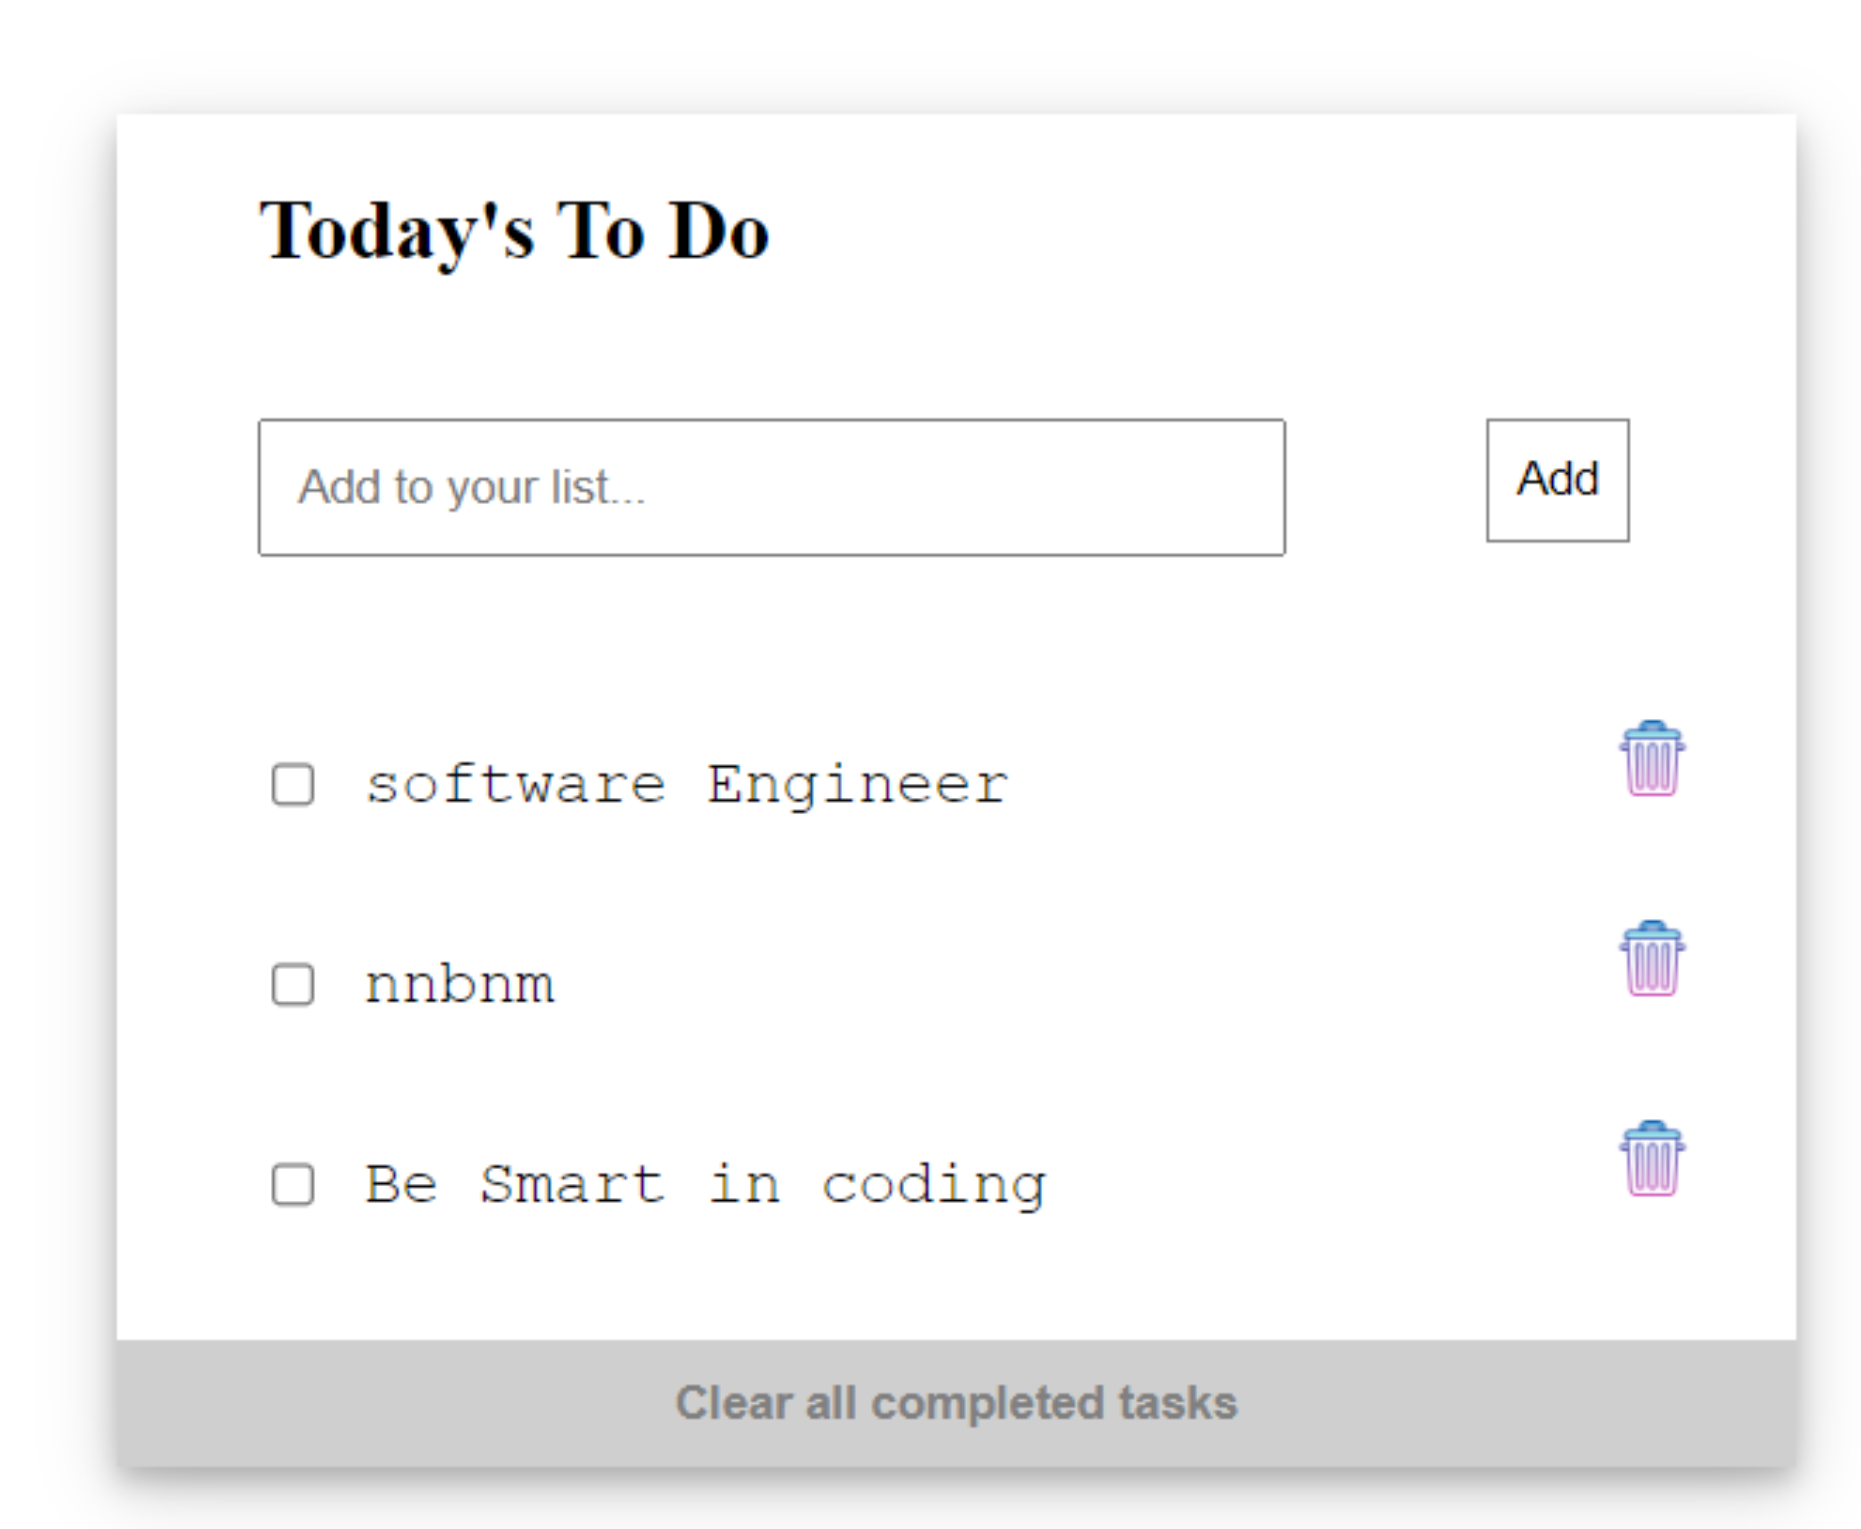 Today's To Do
Add to your list...
Add
software Engineer
nnbnm
Be Smart in coding
Clear all completed tasks